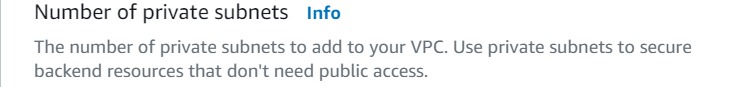 Number of private subnets Info
The number of private subnets to add to your VPC. Use private subnets to secure
backend resources that don't need public access.